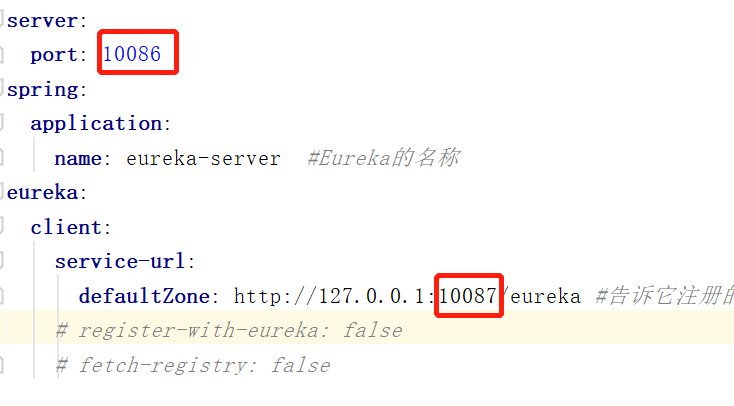 server:
port: 10086
spring:
application:
name: eureka-server #Eureka的名称
eureka:
client:
service-url:
defaultZone: http://127.0.0.1:10087/eureka #告诉它注册的
# register-with-eureka: false
# fetch-registry: false